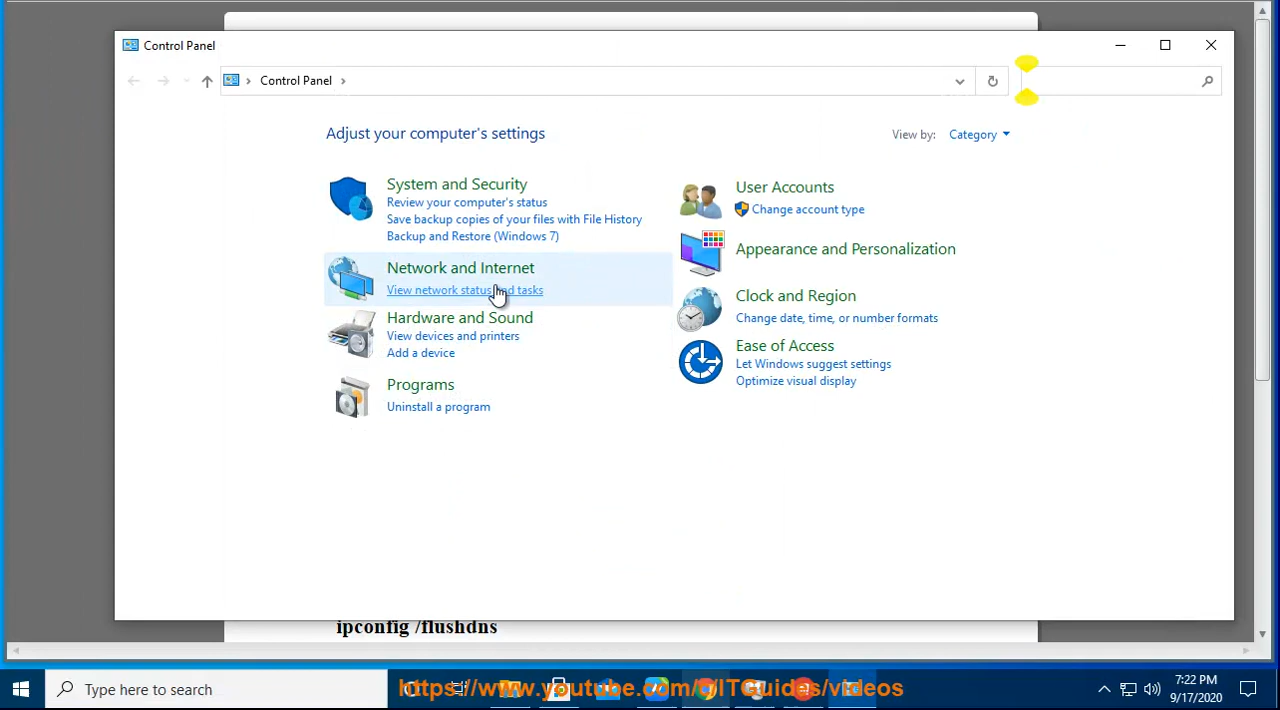 Control Panel
Control Panel
Adjust your computer's settings
View by: Category
System and Security
Review your computer's status
Save backup copies of your files with File History
Backup and Restore (Windows 7)
Network and Internet
View network status and tasks
Hardware and Sound
View devices and printers
Add a device
Programs
Uninstall a program
User Accounts
Change account type
Appearance and Personalization
Clock and Region
Change date, time, or number formats
Ease of Access
Let Windows suggest settings
Optimize visual display
ipconfig /flushdns
Type here to search
https://www.youtube.com/c/ITGuides/videos
7:22 PM
9/17/2020